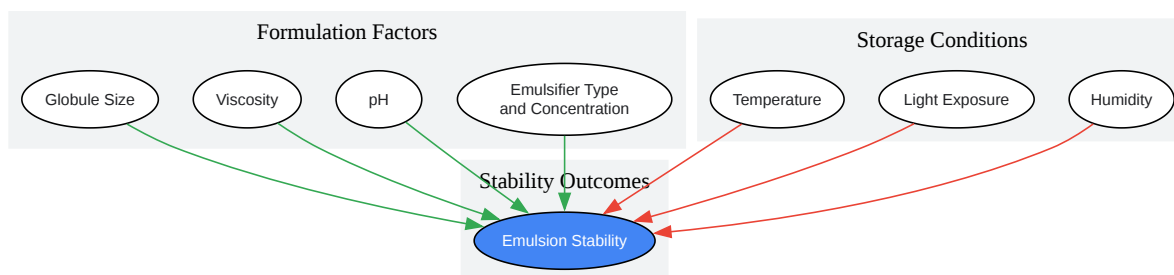 Formulation Factors
Storage Conditions
Globule Size
Viscosity
pH
Emulsifier Type
and Concentration
Temperature
Light Exposure
Humidity
Stability Outcomes
Emulsion Stability